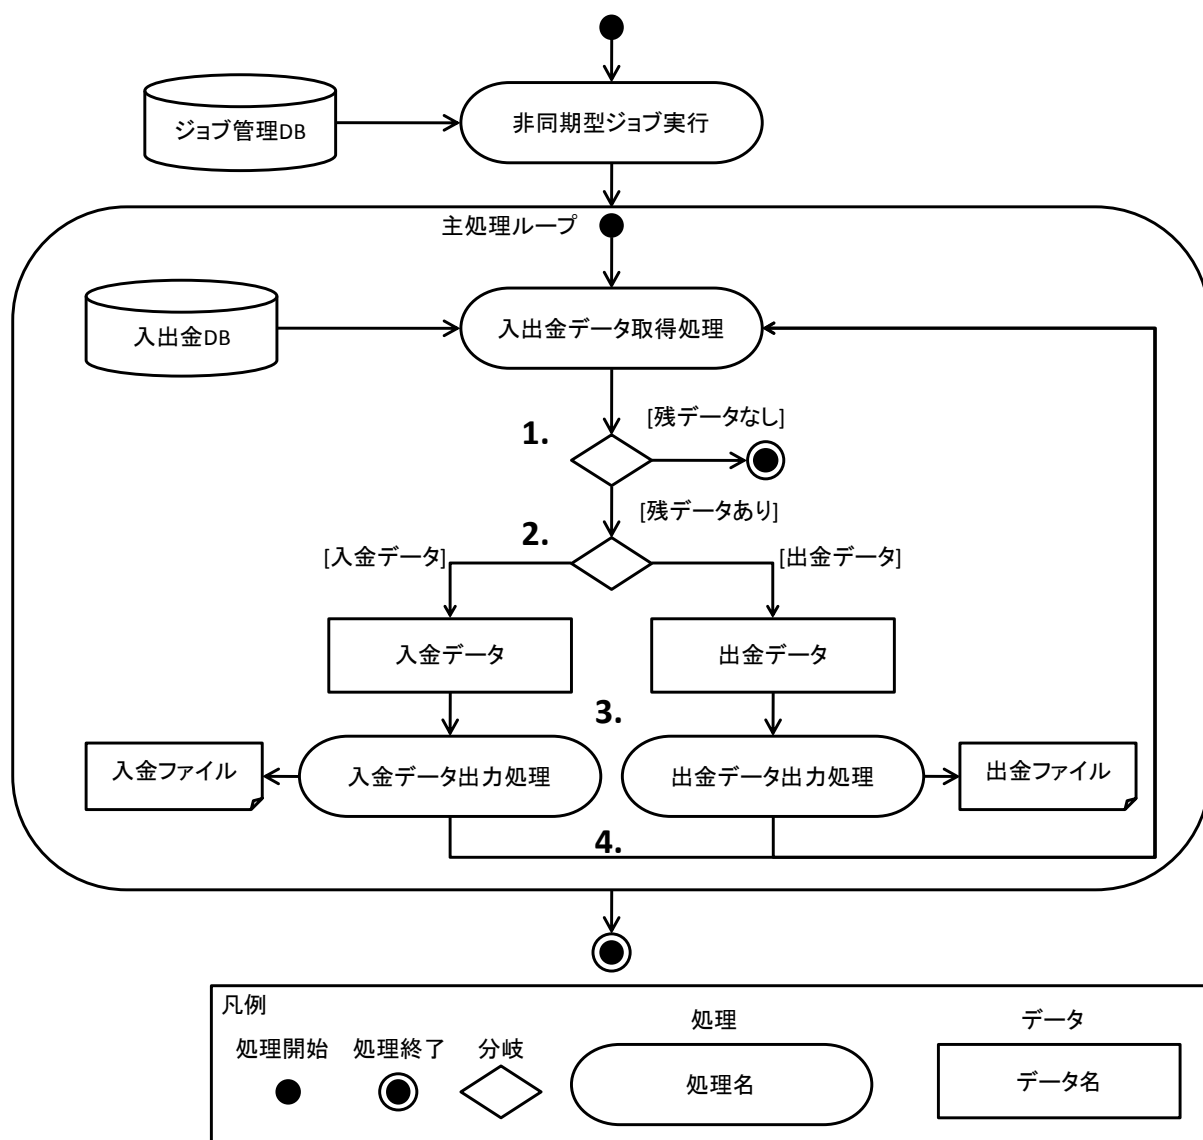 ジョブ管理DB
非同期型ジョブ実行
主処理ループ
入出金DB
入出金データ取得処理
[残データなし]
1.
[残データあり]
2.
[入金データ]
[出金データ]
入金データ
出金データ
3.
入金ファイル
入金データ出力処理
出金データ出力処理
出金ファイル
4.
凡例
処理
データ
処理開始
処理終了
分岐
処理名
データ名